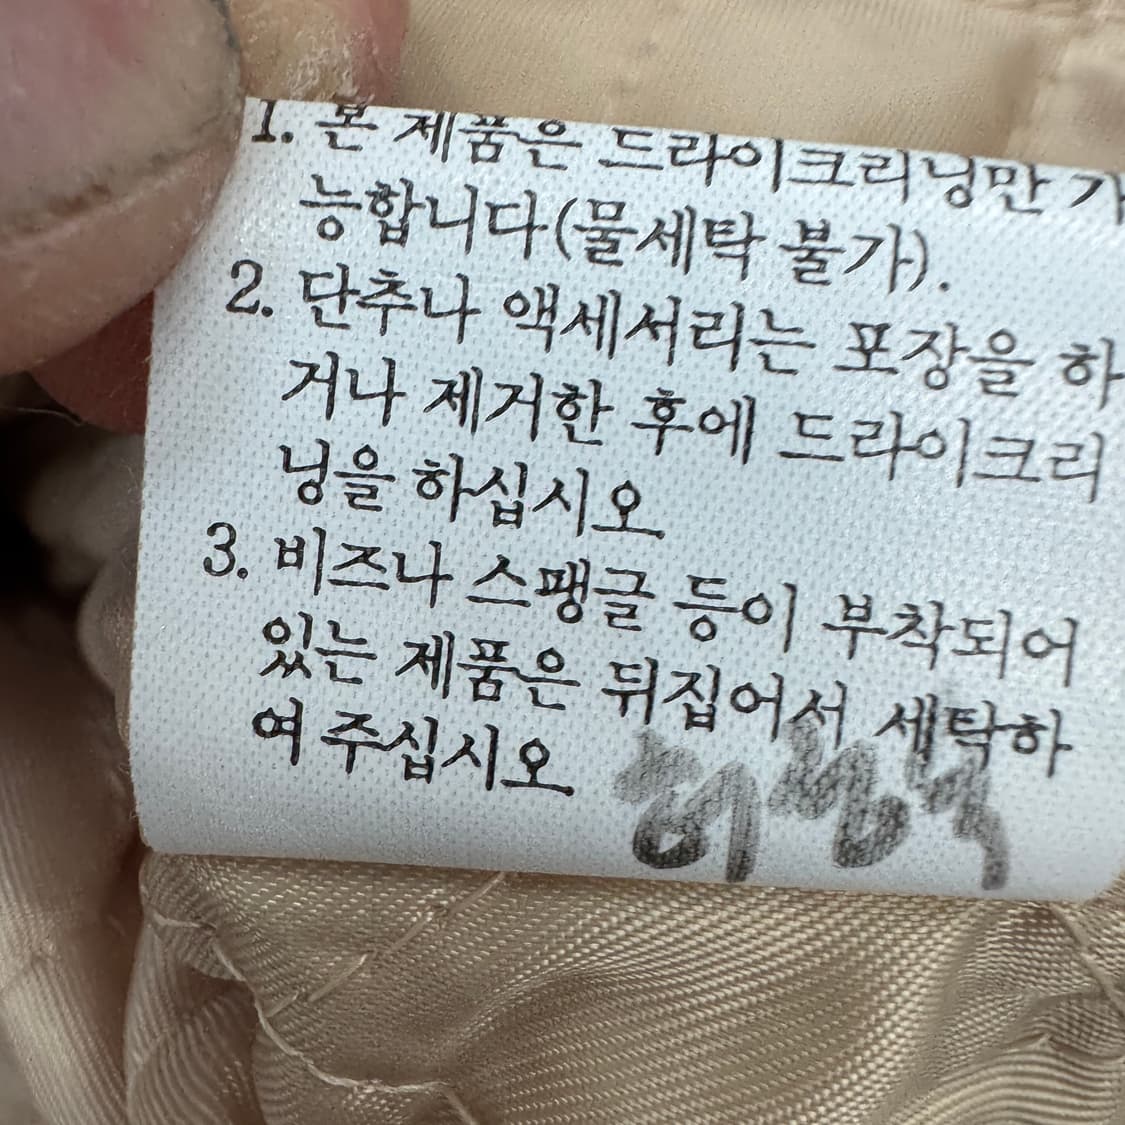 1. 본 제품은 드라이크리닝만 가
능합니다(물세탁 불가).
2. 단추나 액세서리는 포장을 하
거나 제거한 후에 드라이크리
닝을 하십시오
3. 비즈나 스팽글 등이 부착되어
있는 제품은 뒤집어서 세탁하
여 주십시오